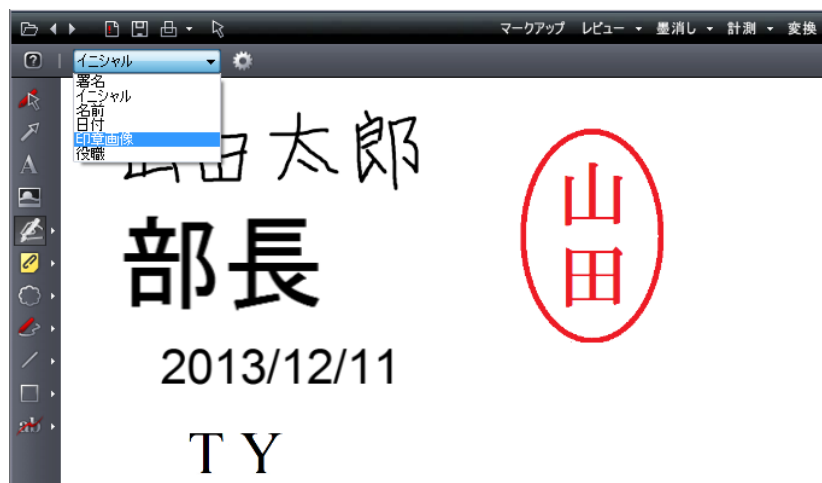 マークアップ レビュー 墨消し 計測 変換
イニシャル
署名
イニシャル
名前
日付
印章画像
役職
山田太郎
部長
2013/12/11
T Y
山
田